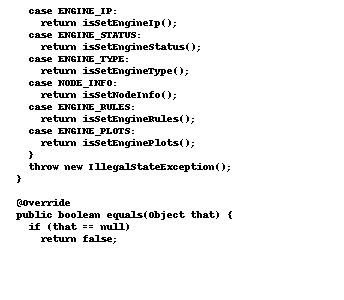 case ENGINE_IP:
return isSetEngineIp();
case ENGINE_STATUS:
return isSetEngineStatus();
case ENGINE_TYPE:
return isSetEngineType();
case NODE_INFO:
return isSetNodeInfo();
case ENGINE_RULES:
return isSetEngineRules();
case ENGINE_PLOTS:
return isSetEnginePlots();
}
throw new IllegalStateException();
}
@Override
public boolean equals(Object that) {
if (that == null)
return false;